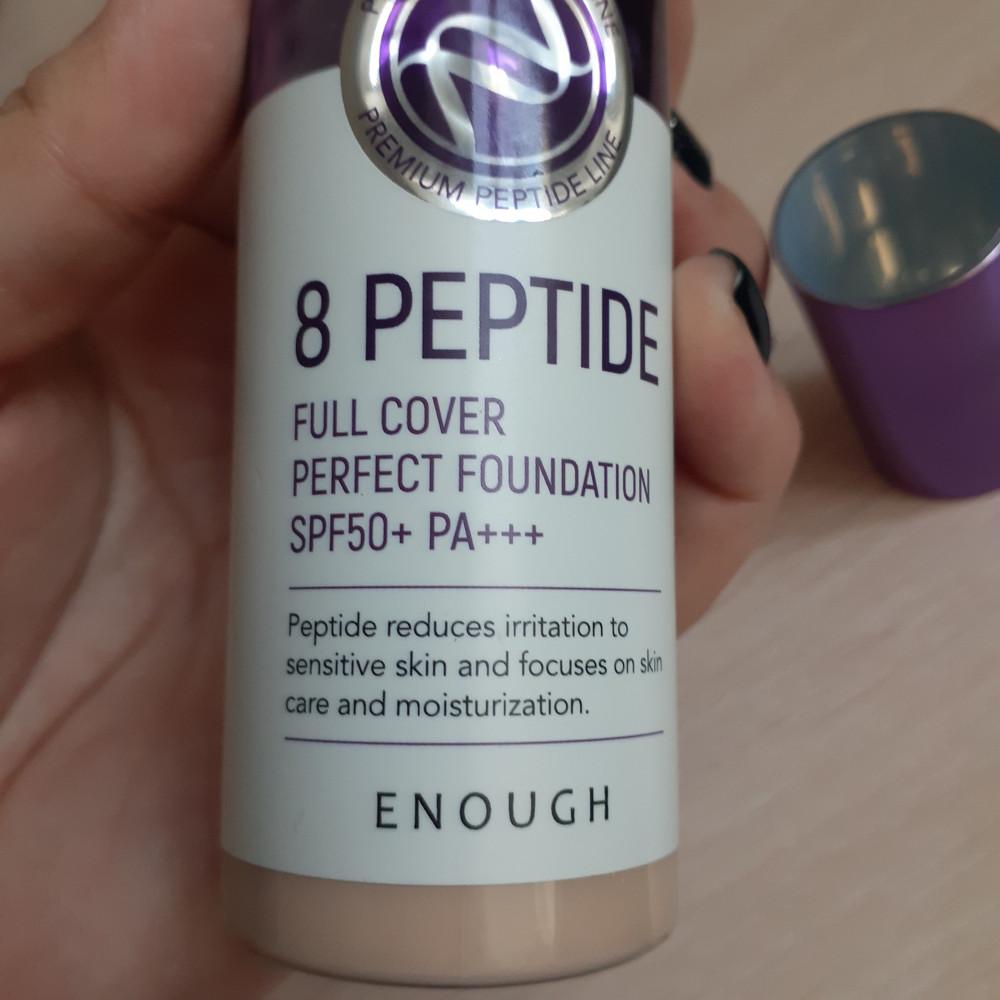 PREMIUM PEPTIDE LINE
8 PEPTIDE
FULL COVER
PERFECT FOUNDATION
SPF50+ PA+++
Peptide reduces irritation to
sensitive skin and focuses on skin
care and moisturization.
ENOUGH